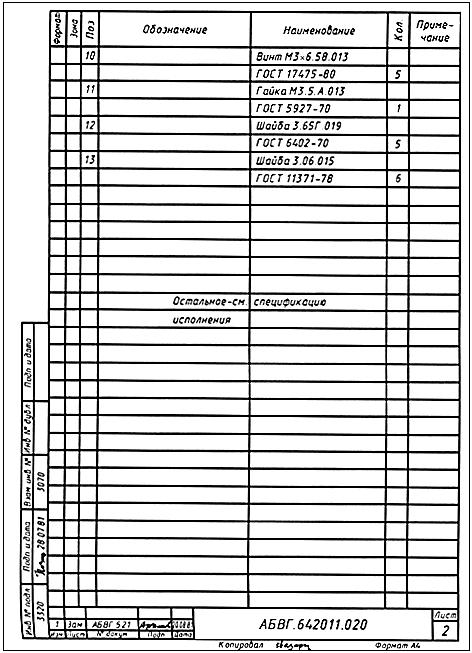 Формат Зона Поз. Обозначение Наименование Кол. Приме-
чание
10 Винт М3×6.58.013
ГОСТ 17475-80 5
11 Гайка М3.5.А.013
ГОСТ 5927-70 1
12 Шайба 3.65Г 019
ГОСТ 6402-70 5
13 Шайба 3.06.015
ГОСТ 11371-78 6
Остальное-см. спецификацию
исполнения
Подп и дата
Инв № дубл
Взам инв № 3070
Подп и дата 28 07 81
Инв № подл 3320
1 Зам АБВГ 521
Изм Лист № докум Подп Дата
АБВГ.642011.020
Лист
2
Копировал Формат А4